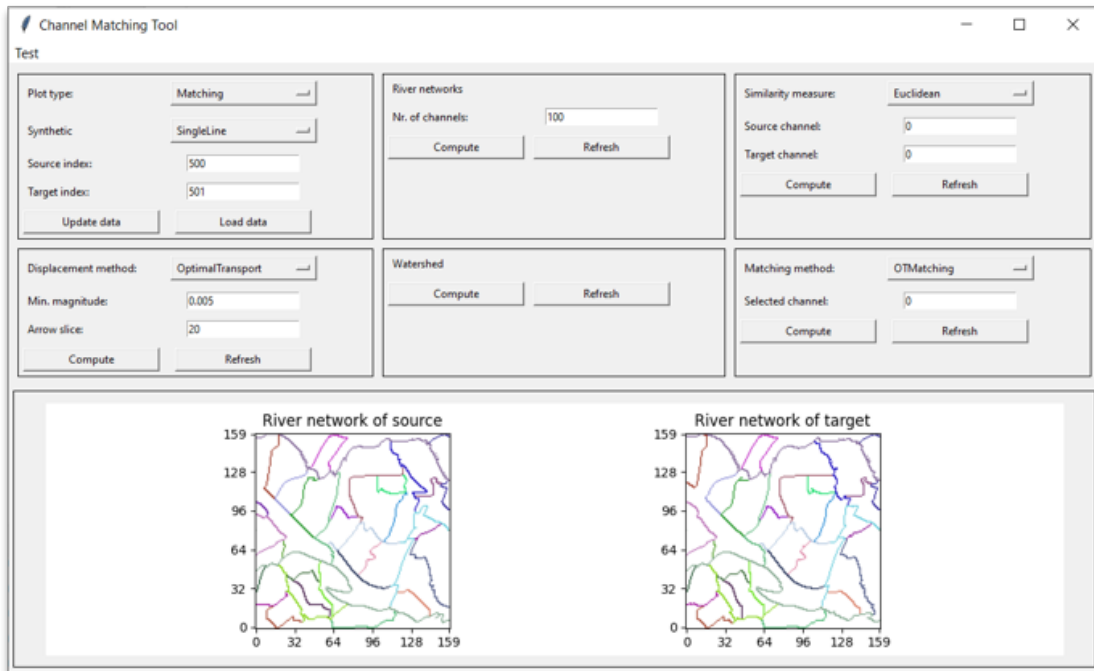 Channel Matching Tool
Test
Plot type: Matching
Synthetic SingleLine
Source index: 500
Target index: 501
Update data Load data
River networks
Nr. of channels: 100
Compute Refresh
Similarity measure: Euclidean
Source channel: 0
Target channel: 0
Compute Refresh
Displacement method: OptimalTransport
Min. magnitude: 0.005
Arrow slice: 20
Compute Refresh
Watershed
Compute Refresh
Matching method: OTMatching
Selected channel: 0
Compute Refresh
River network of source
159
128
96
64
32
0
0 32 64 96 128 159
River network of target
159
128
96
64
32
0
0 32 64 96 128 159